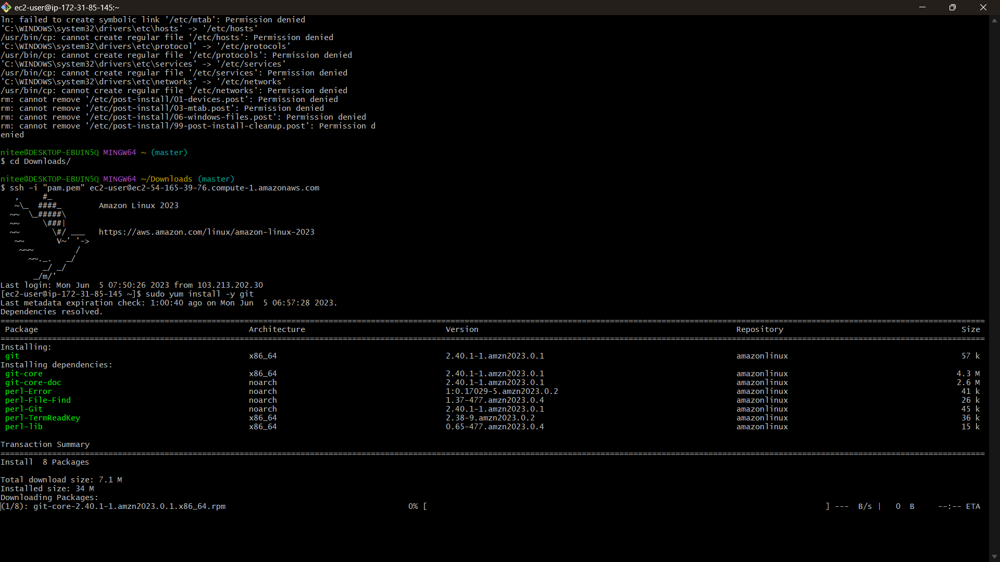 ec2-user@ip-172-31-85-145:~
ln: failed to create symbolic link '/etc/mtab': Permission denied
'C:\WINDOWS\system32\drivers\etc\hosts' -> '/etc/hosts'
/usr/bin/cp: cannot create regular file '/etc/hosts': Permission denied
'C:\WINDOWS\system32\drivers\etc\protocol' -> '/etc/protocols'
/usr/bin/cp: cannot create regular file '/etc/protocols': Permission denied
'C:\WINDOWS\system32\drivers\etc\services' -> '/etc/services'
/usr/bin/cp: cannot create regular file '/etc/services': Permission denied
'C:\WINDOWS\system32\drivers\etc\networks' -> '/etc/networks'
/usr/bin/cp: cannot create regular file '/etc/networks': Permission denied
rm: cannot remove '/etc/post-install/01-devices.post': Permission denied
rm: cannot remove '/etc/post-install/03-mtab.post': Permission denied
rm: cannot remove '/etc/post-install/06-windows-files.post': Permission denied
rm: cannot remove '/etc/post-install/99-post-install-cleanup.post': Permission d
enied
nitee@DESKTOP-EBUIN5Q MINGW64 ~ (master)
$ cd Downloads/
nitee@DESKTOP-EBUIN5Q MINGW64 ~/Downloads (master)
$ ssh -i "pam.pem" ec2-user@ec2-54-165-39-76.compute-1.amazonaws.com
   ,     #_
   ~\_  ####_        Amazon Linux 2023
  ~~  \_#####\
  ~~     \###|
  ~~       \#/ ___   https://aws.amazon.com/linux/amazon-linux-2023
   ~~       V~' '->
    ~~~         /
      ~~._.   _/
         _/ _/
       _/m/'
Last login: Mon Jun  5 07:50:26 2023 from 103.213.202.30
[ec2-user@ip-172-31-85-145 ~]$ sudo yum install -y git
Last metadata expiration check: 1:00:40 ago on Mon Jun  5 06:57:28 2023.
Dependencies resolved.
Package Architecture Version Repository Size
Installing:
git x86_64 2.40.1-1.amzn2023.0.1 amazonlinux 57 k
Installing dependencies:
git-core x86_64 2.40.1-1.amzn2023.0.1 amazonlinux 4.3 M
git-core-doc noarch 2.40.1-1.amzn2023.0.1 amazonlinux 2.6 M
perl-Error noarch 1:0.17029-5.amzn2023.0.2 amazonlinux 41 k
perl-File-Find noarch 1.37-477.amzn2023.0.4 amazonlinux 26 k
perl-Git noarch 2.40.1-1.amzn2023.0.1 amazonlinux 45 k
perl-TermReadKey x86_64 2.38-9.amzn2023.0.2 amazonlinux 36 k
perl-lib x86_64 0.65-477.amzn2023.0.4 amazonlinux 15 k
Transaction Summary
Install  8 Packages
Total download size: 7.1 M
Installed size: 34 M
Downloading Packages:
(1/8): git-core-2.40.1-1.amzn2023.0.1.x86_64.rpm 0% [ ] --- B/s | 0 B --:-- ETA